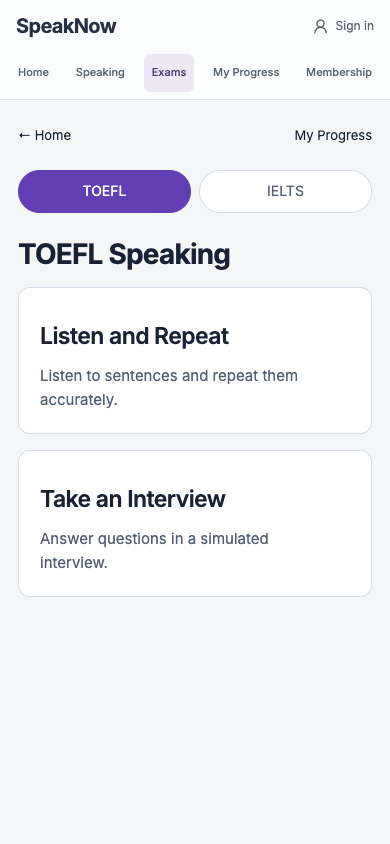 SpeakNow
Sign in
Home
Speaking
Exams
My Progress
Membership
← Home
My Progress
TOEFL
IELTS
TOEFL Speaking
Listen and Repeat
Listen to sentences and repeat them
accurately.
Take an Interview
Answer questions in a simulated
interview.